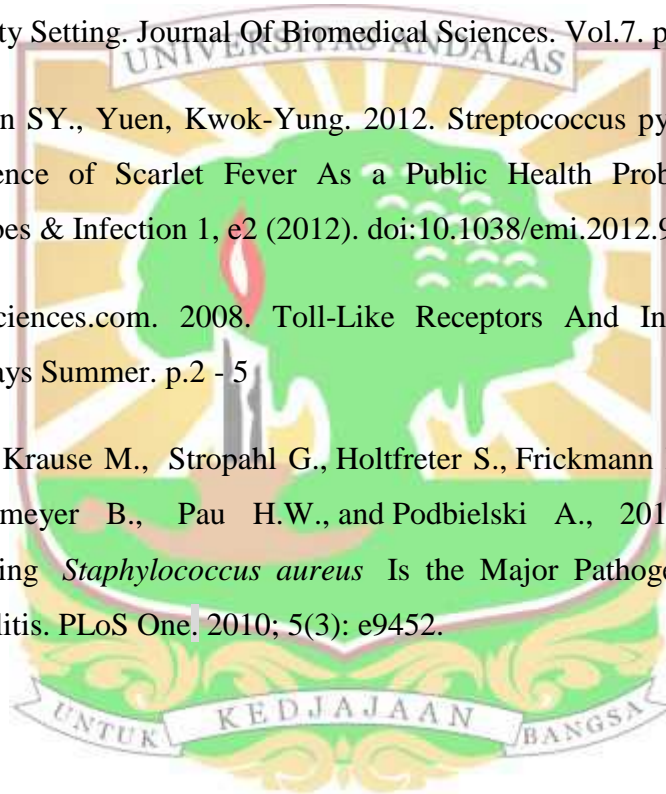 ty Setting. Journal Of Biomedical Sciences. Vol.7. p
UNIVERSITAS ANDALAS
n SY., Yuen, Kwok-Yung. 2012. Streptococcus py
ence of Scarlet Fever As a Public Health Prob
bes & Infection 1, e2 (2012). doi:10.1038/emi.2012.9
ciences.com. 2008. Toll-Like Receptors And In
ays Summer. p.2 - 5
Krause M., Stropahl G., Holtfreter S., Frickmann
meyer B., Pau H.W., and Podbielski A., 201
ing Staphylococcus aureus Is the Major Pathoge
litis. PLoS One. 2010; 5(3): e9452.
UNTUK KEDJAJAAN BANGSA